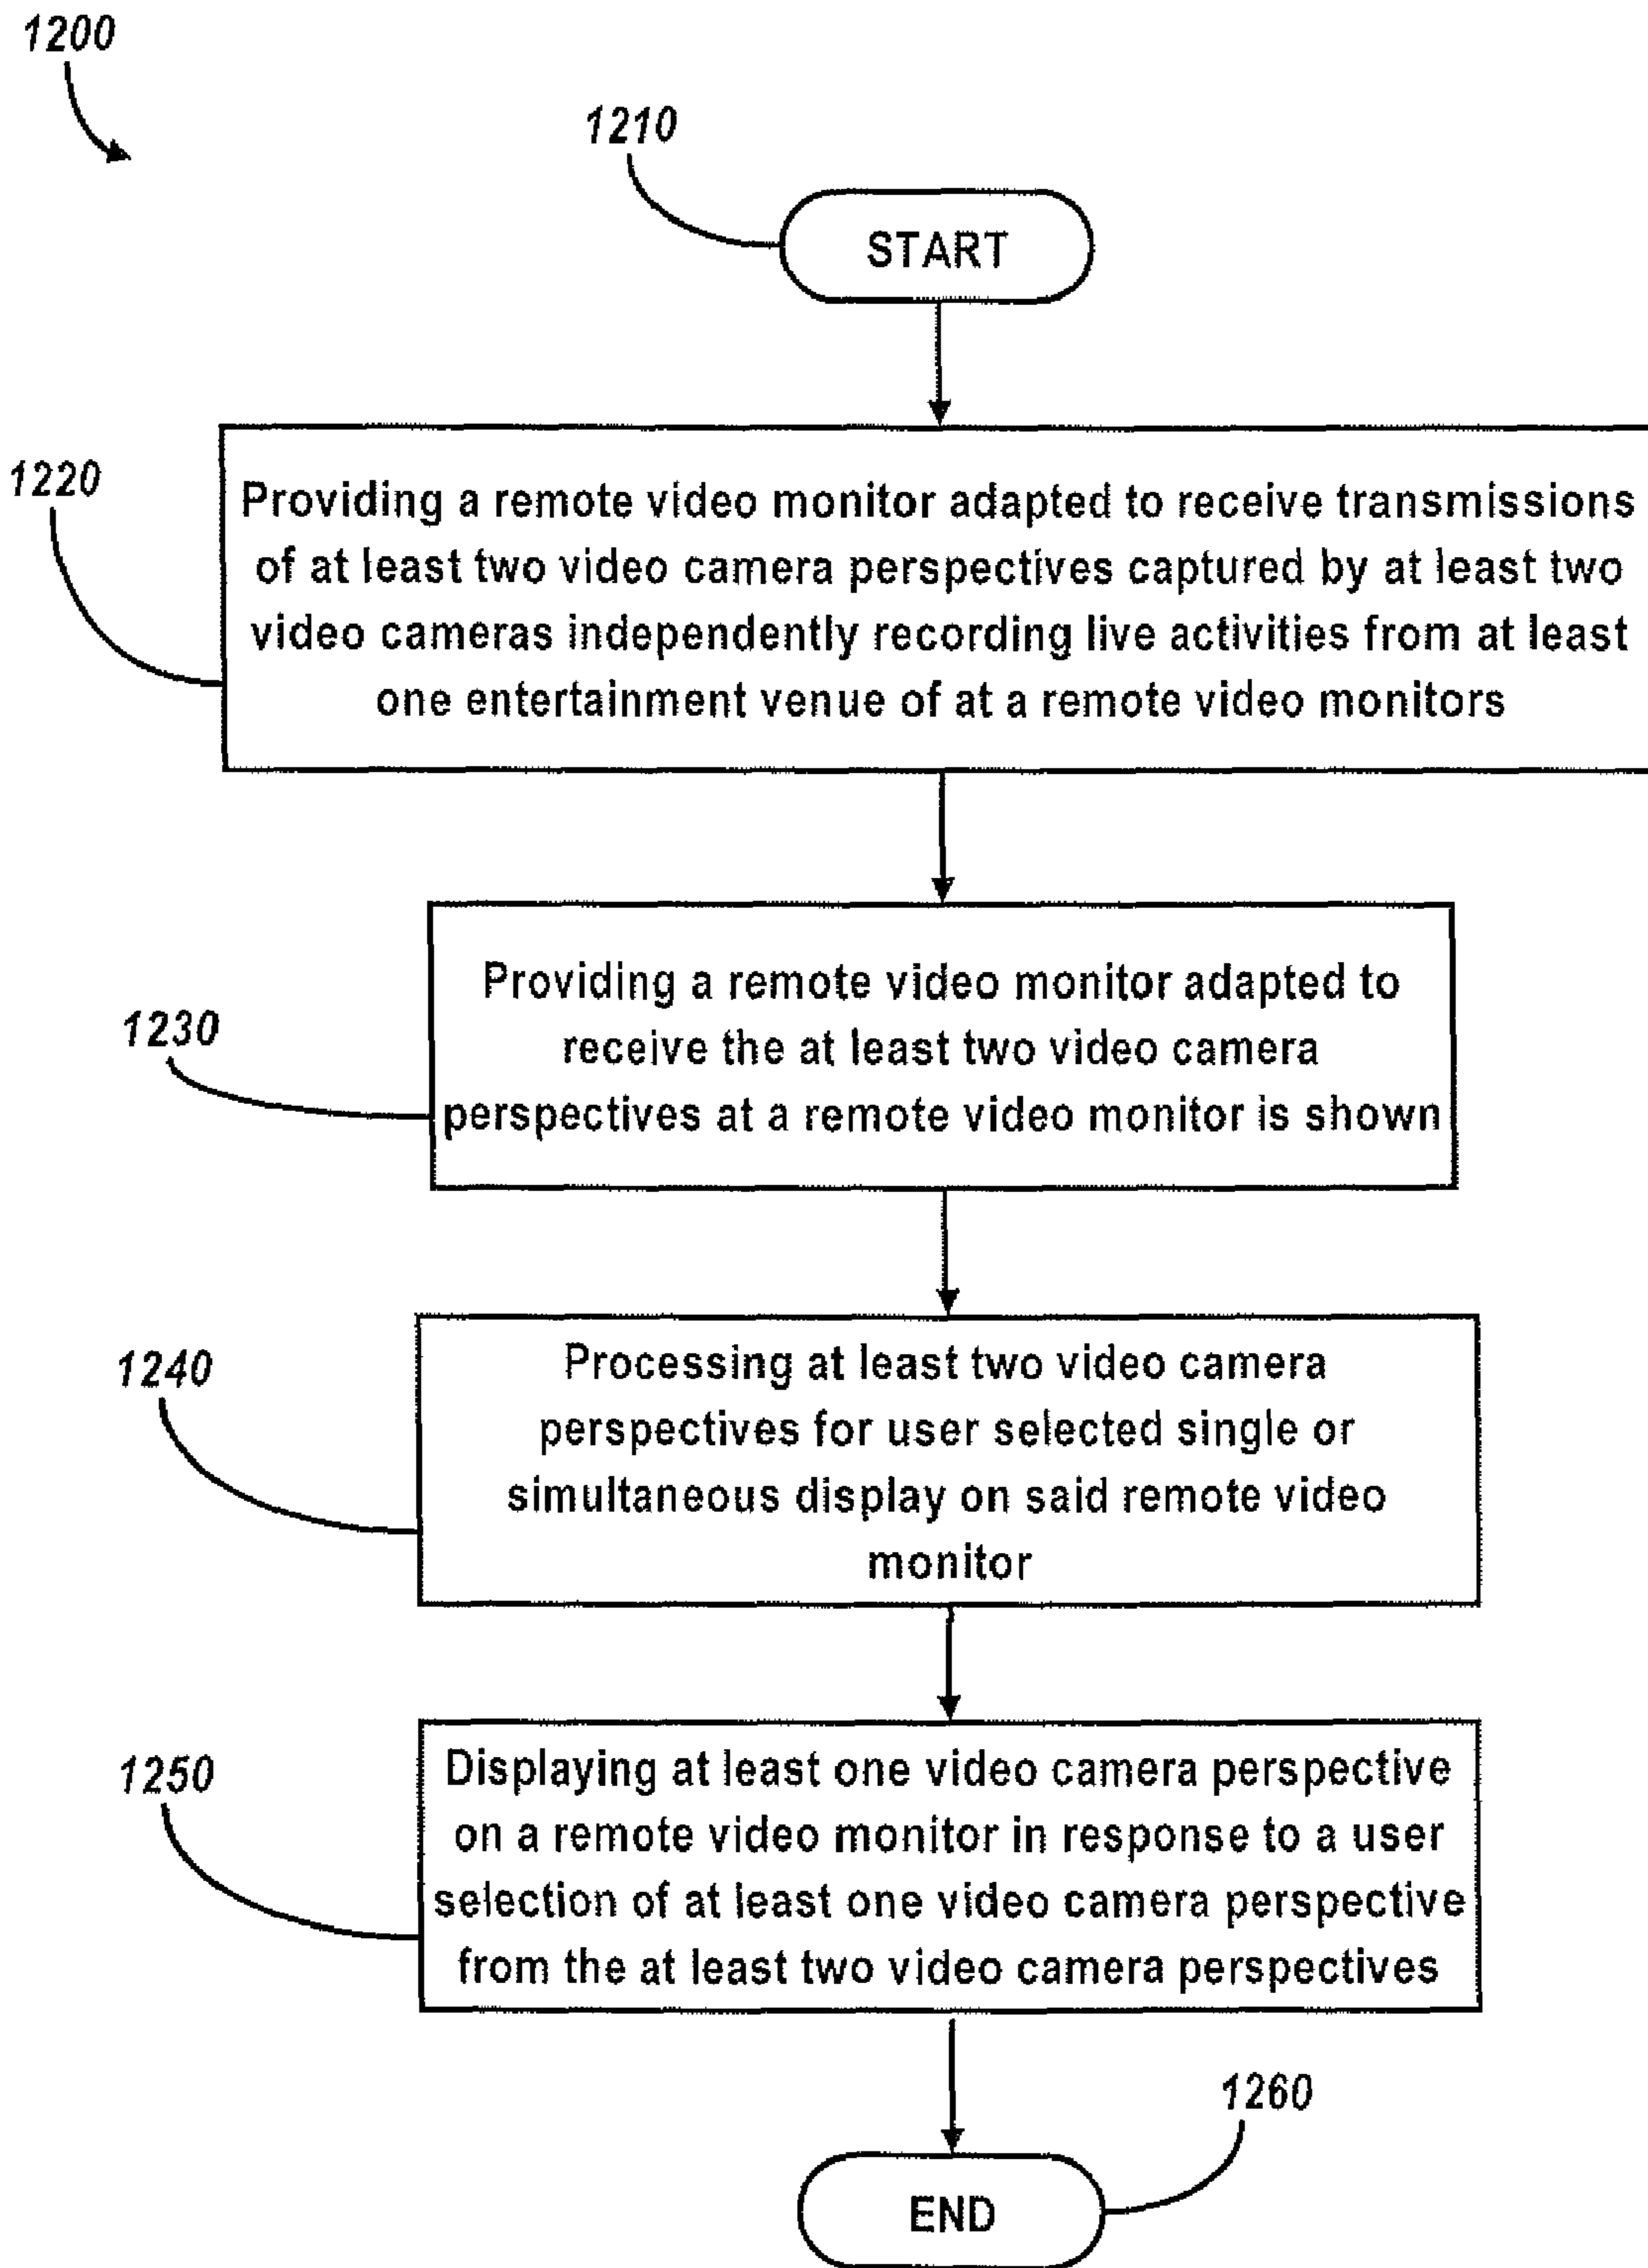 1200
1210
START
1220
Providing a remote video monitor adapted to receive transmissions
of at least two video camera perspectives captured by at least two
video cameras independently recording live activities from at least
one entertainment venue of at a remote video monitors
1230
Providing a remote video monitor adapted to
receive the at least two video camera
perspectives at a remote video monitor is shown
1240
Processing at least two video camera
perspectives for user selected single or
simultaneous display on said remote video
monitor
1250
Displaying at least one video camera perspective
on a remote video monitor in response to a user
selection of at least one video camera perspective
from the at least two video camera perspectives
1260
END